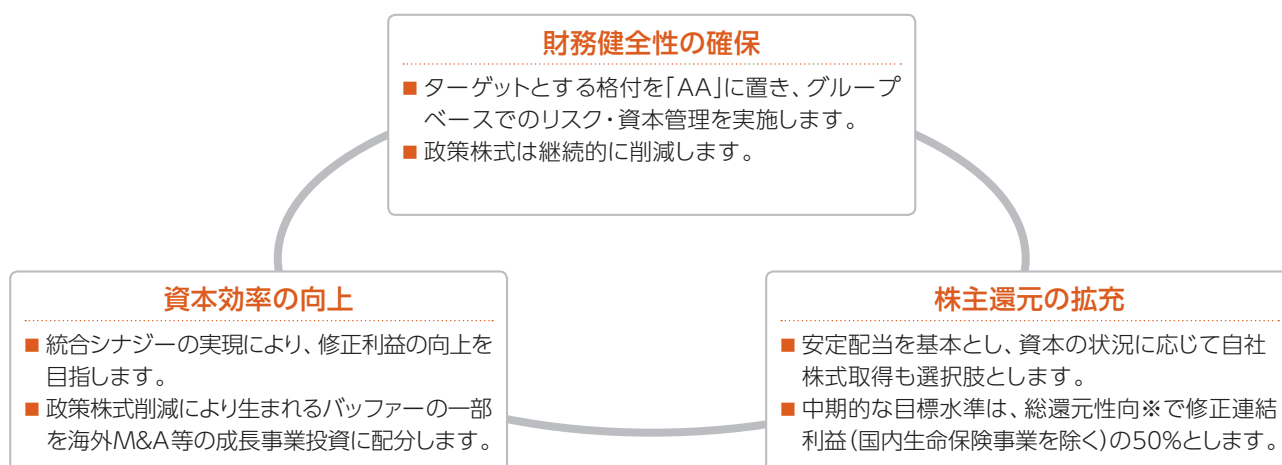 財務健全性の確保
■ ターゲットとする格付を「AA」に置き、グループ
ベースでのリスク・資本管理を実施します。
■ 政策株式は継続的に削減します。
資本効率の向上
■ 統合シナジーの実現により、修正利益の向上を
目指します。
■ 政策株式削減により生まれるバッファーの一部
を海外M&A等の成長事業投資に配分します。
株主還元の拡充
■ 安定配当を基本とし、資本の状況に応じて自社
株式取得も選択肢とします。
■ 中期的な目標水準は、総還元性向※で修正連結
利益(国内生命保険事業を除く)の50%とします。